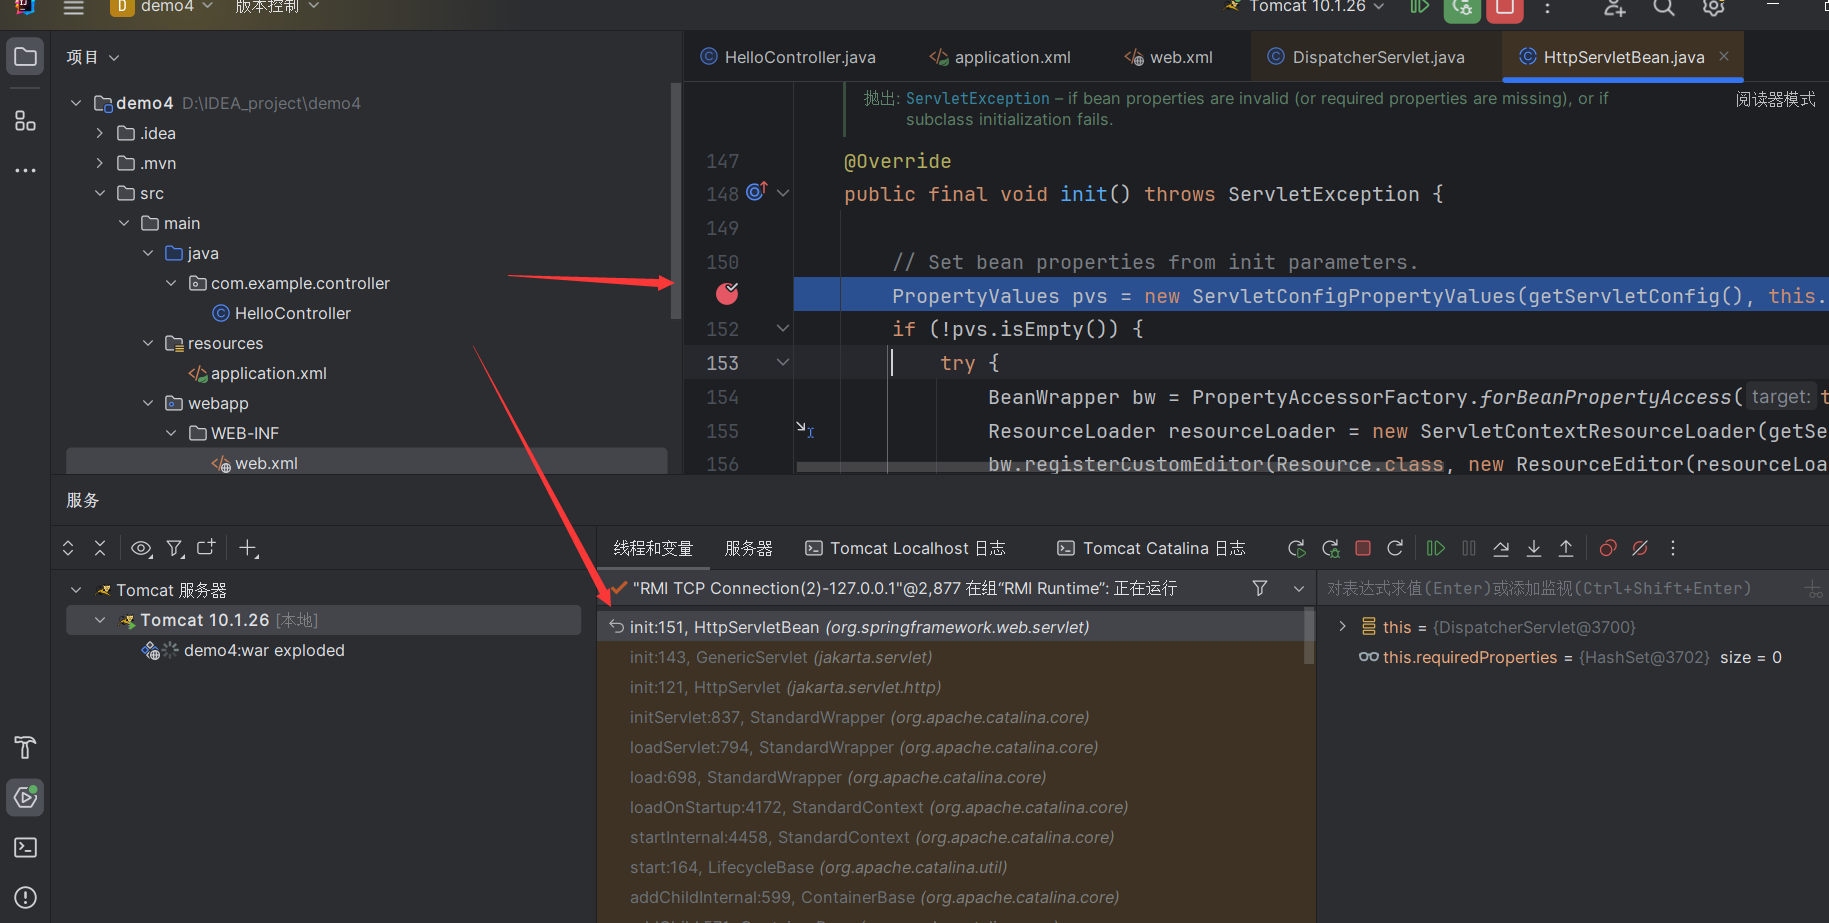 D demo4 版本控制 Tomcat 10.1.26
项目
demo4 D:\IDEA_project\demo4
.idea
.mvn
src
main
java
com.example.controller
HelloController
resources
application.xml
webapp
WEB-INF
web.xml
HelloController.java application.xml web.xml DispatcherServlet.java HttpServletBean.java
阅读器模式
抛出: ServletException – if bean properties are invalid (or required properties are missing), or if
subclass initialization fails.
147 @Override
148 public final void init() throws ServletException {
149
150 // Set bean properties from init parameters.
PropertyValues pvs = new ServletConfigPropertyValues(getServletConfig(), this.
152 if (!pvs.isEmpty()) {
153 try {
154 BeanWrapper bw = PropertyAccessorFactory.forBeanPropertyAccess( target: t
155 ResourceLoader resourceLoader = new ServletContextResourceLoader(getSe
156 bw.registerCustomEditor(Resource.class, new ResourceEditor(resourceLoa
服务
Tomcat 服务器
Tomcat 10.1.26 [本地]
demo4:war exploded
线程和变量 服务器 Tomcat Localhost 日志 Tomcat Catalina 日志
"RMI TCP Connection(2)-127.0.0.1"@2,877 在组“RMI Runtime”: 正在运行
init:151, HttpServletBean (org.springframework.web.servlet)
init:143, GenericServlet (jakarta.servlet)
init:121, HttpServlet (jakarta.servlet.http)
initServlet:837, StandardWrapper (org.apache.catalina.core)
loadServlet:794, StandardWrapper (org.apache.catalina.core)
load:698, StandardWrapper (org.apache.catalina.core)
loadOnStartup:4172, StandardContext (org.apache.catalina.core)
startInternal:4458, StandardContext (org.apache.catalina.core)
start:164, LifecycleBase (org.apache.catalina.util)
addChildInternal:599, ContainerBase (org.apache.catalina.core)
对表达式求值(Enter)或添加监视(Ctrl+Shift+Enter)
this = {DispatcherServlet@3700}
this.requiredProperties = {HashSet@3702} size = 0